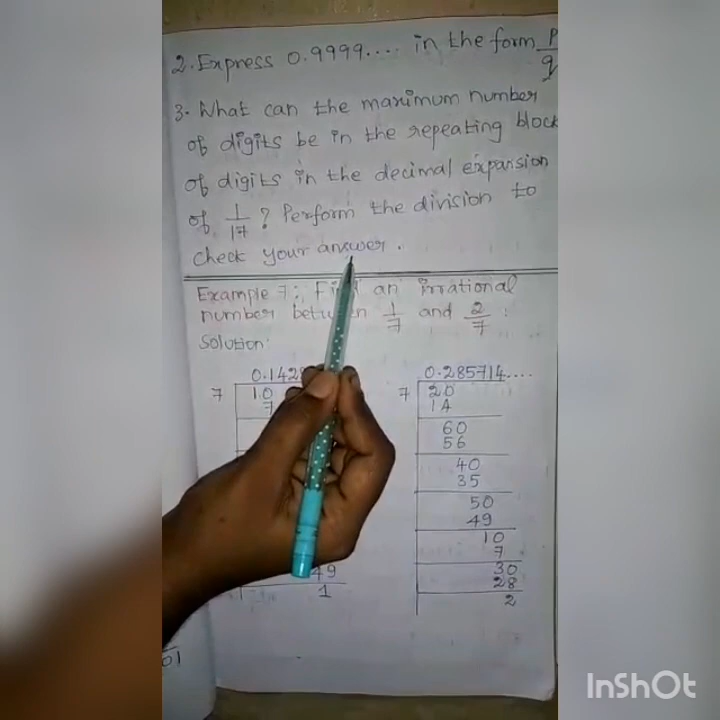 2. Express 0.9999.... in the form P/q
3. What can the maximum number
of digits be in the repeating block
of digits in the decimal expansion
of 1/17? Perform the division to
check your answer.
Example 7: Find an irrational
number between 1/7 and 2/7:
Solution:
0.142
7
10
7
49
1
0.285714....
7
20
14
60
56
40
35
50
49
10
7
30
28
2
InShOt